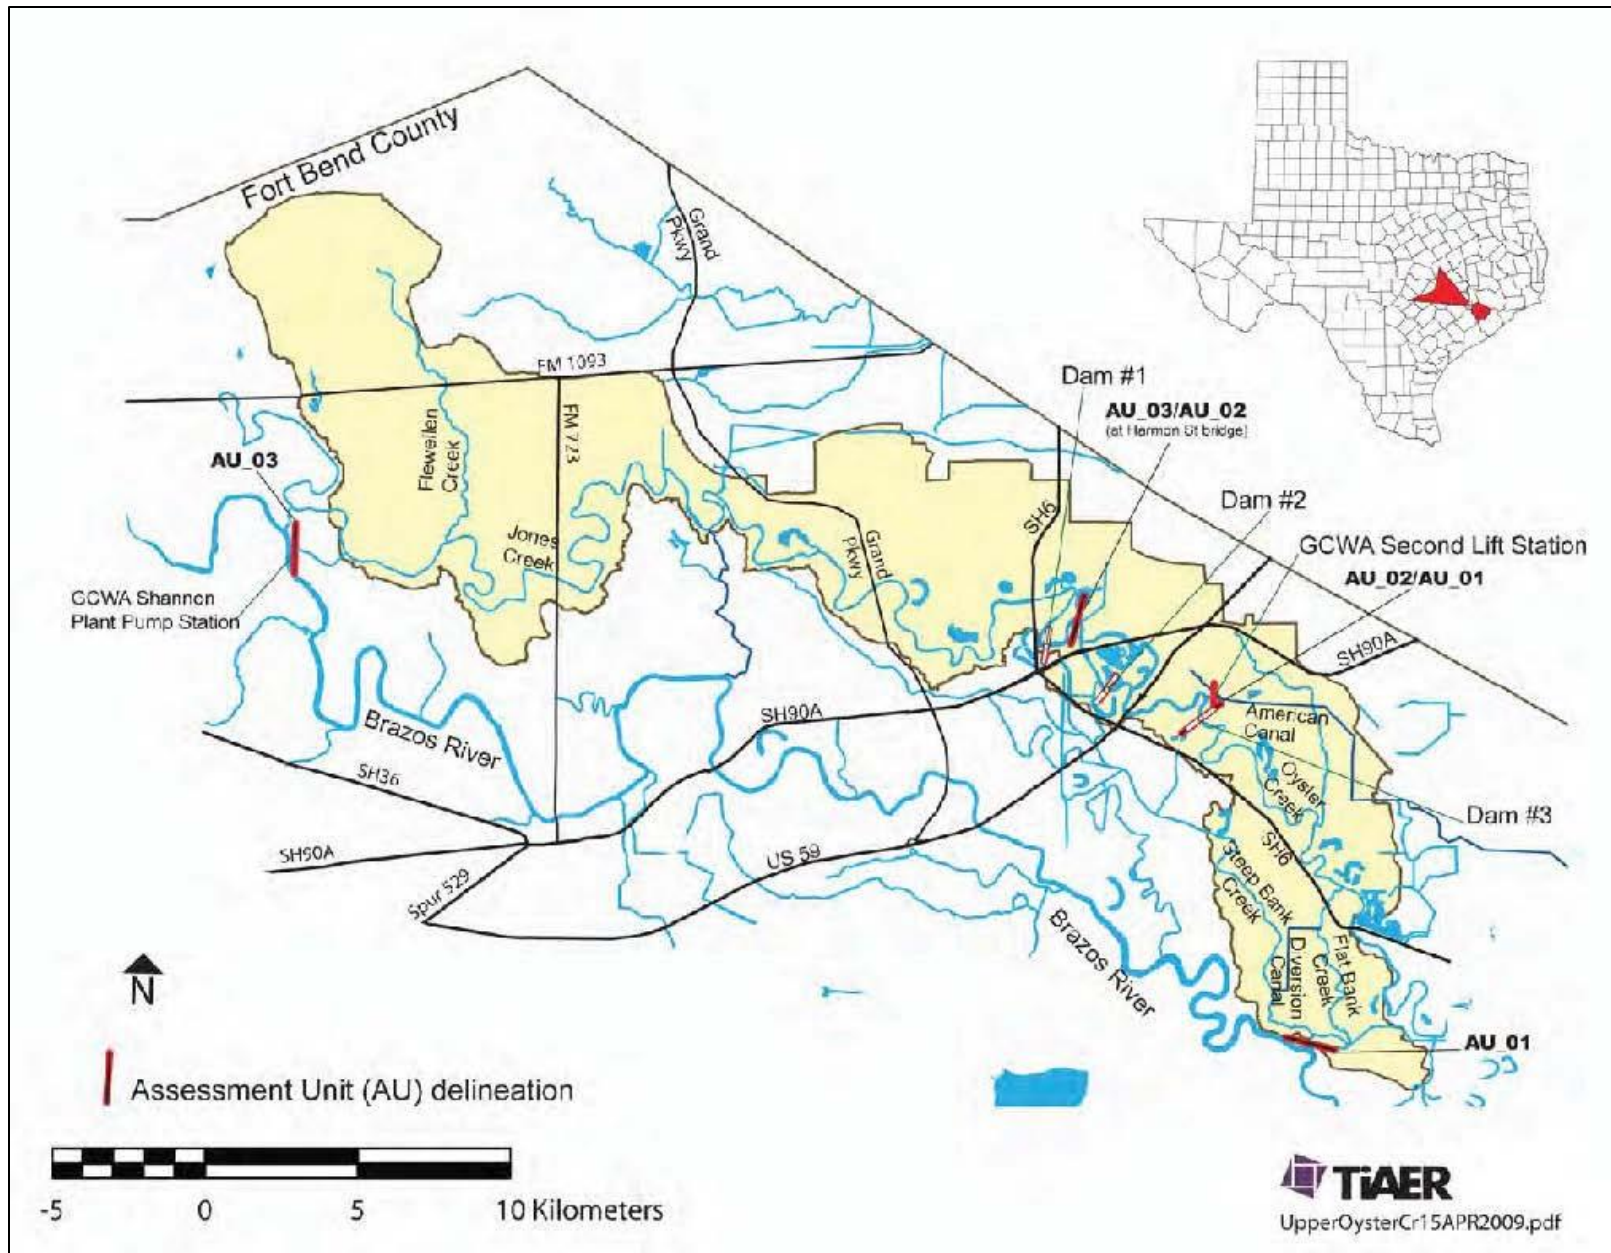 Fort Bend County
Grand
Pkwy
FM 1093
Dam #1
AU_03/AU_02
(at Harmon St bridge)
FM 723
Flewellen
Creek
AU_03
Dam #2
SH6
GCWA Second Lift Station
AU_02/AU_01
Jones
Creek
Grand
Pkwy
GCWA Shannon
Plant Pump Station
SH90A
SH90A
American
Canal
Brazos River
SH36
Oyster
Creek
Dam #3
SH90A
US 59
SH6
Spur 529
Steep Bank
Creek
Brazos River
Diversion
Canal
Flat Bank
Creek
N
AU_01
Assessment Unit (AU) delineation
-5 0 5 10 Kilometers
TIAER
UpperOysterCr15APR2009.pdf